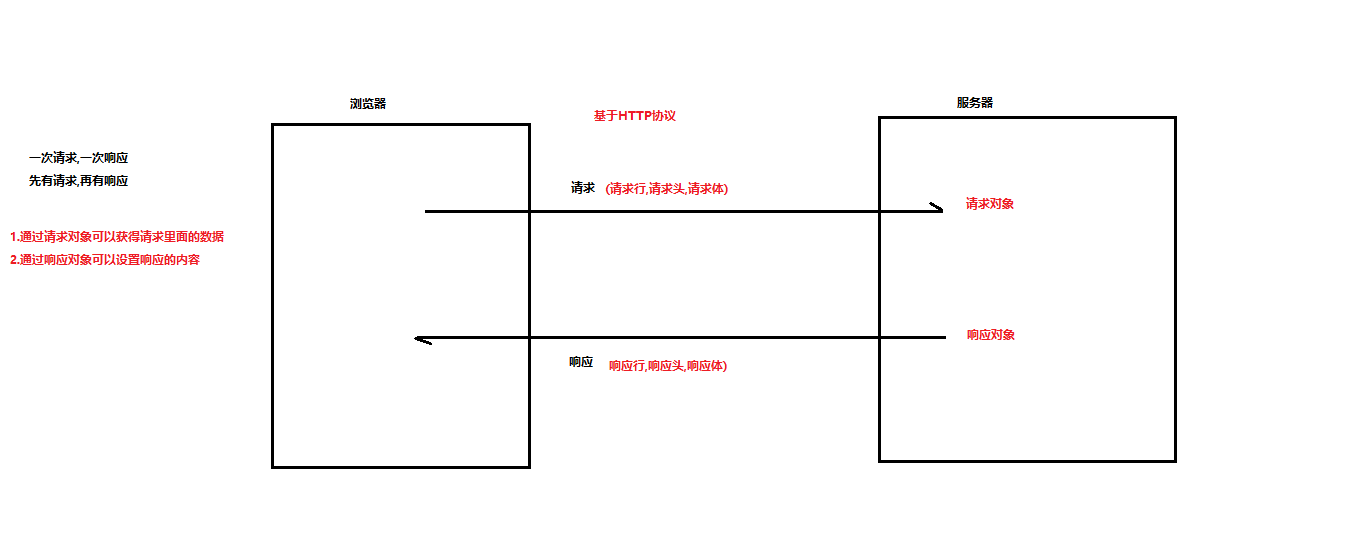 浏览器
服务器
基于HTTP协议
一次请求,一次响应
先有请求,再有响应
请求 (请求行,请求头,请求体)
请求对象
1.通过请求对象可以获得请求里面的数据
2.通过响应对象可以设置响应的内容
响应对象
响应 响应行,响应头,响应体)